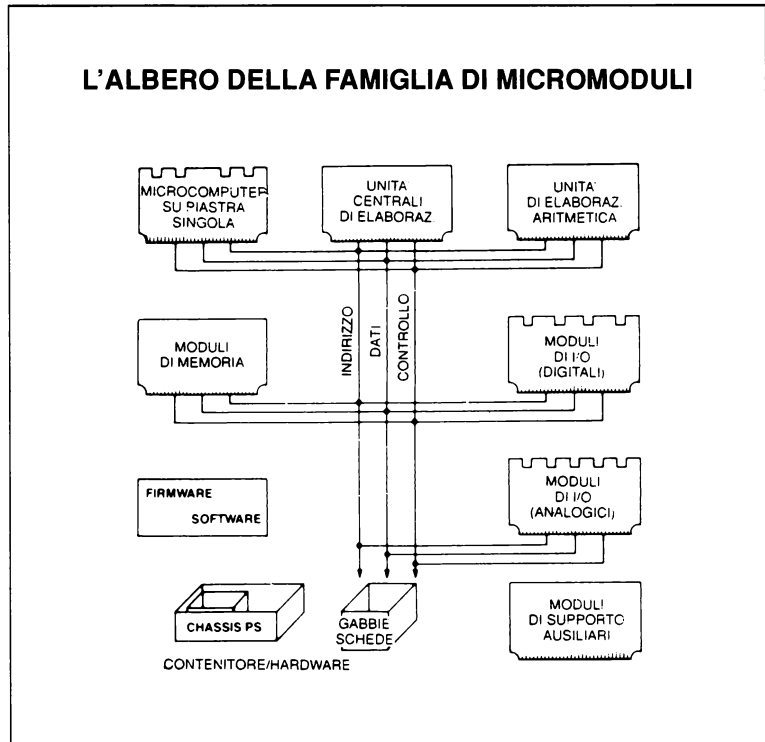 L'ALBERO DELLA FAMIGLIA DI MICROMODULI
MICROCOMPUTER
SU PIASTRA
SINGOLA
UNITA'
CENTRALI
DI ELABORAZ.
UNITA'
DI ELABORAZ.
ARITMETICA
INDIRIZZO
DATI
CONTROLLO
MODULI
DI MEMORIA
MODULI
DI I/O
(DIGITALI)
FIRMWARE
SOFTWARE
MODULI
DI I/O
(ANALOGICI)
CHASSIS PS
GABBIE
SCHEDE
MODULI
DI SUPPORTO
AUSILIARI
CONTENITORE/HARDWARE